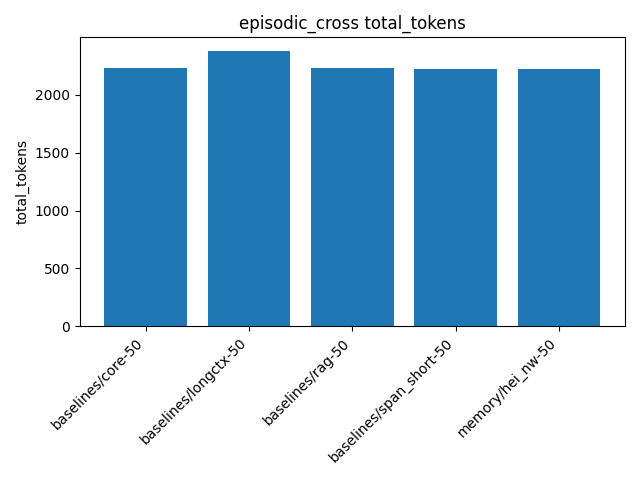 episodic_cross total_tokens
total_tokens
2000
1500
1000
500
0
baselines/core-50
baselines/longctx-50
baselines/rag-50
baselines/span_short-50
memory/hei_nw-50